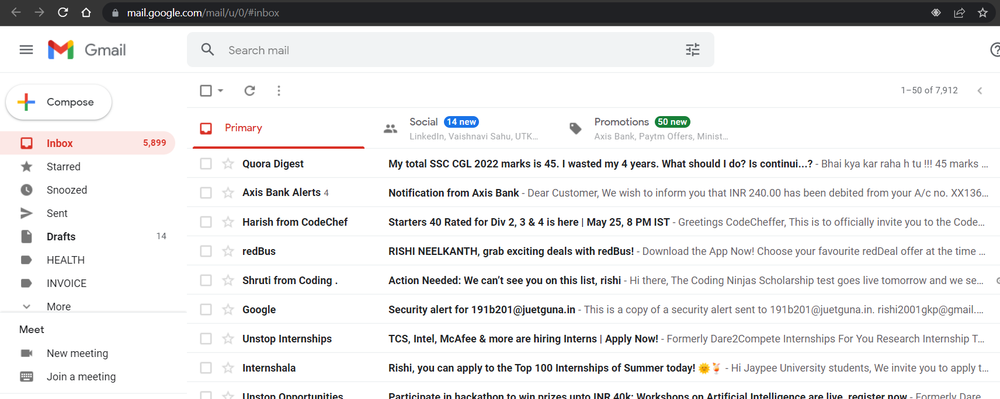 mail.google.com/mail/u/0/#inbox
Gmail
Search mail
Compose
1–50 of 7,912
Primary
Social 14 new
LinkedIn, Vaishnavi Sahu, UTK...
Promotions 50 new
Axis Bank, Paytm Offers, Minist...
Inbox 5,899
Starred
Snoozed
Sent
Drafts 14
HEALTH
INVOICE
More
Meet
New meeting
Join a meeting
Quora Digest My total SSC CGL 2022 marks is 45. I wasted my 4 years. What should I do? Is continui...? - Bhai kya kar raha h tu !!! 45 marks ...
Axis Bank Alerts 4 Notification from Axis Bank - Dear Customer, We wish to inform you that INR 240.00 has been debited from your A/c no. XX136...
Harish from CodeChef Starters 40 Rated for Div 2, 3 & 4 is here | May 25, 8 PM IST - Greetings CodeCheffer, This is to officially invite you to the Code...
redBus RISHI NEELKANTH, grab exciting deals with redBus! - Download the App Now! Choose your favourite redDeal offer at the time ...
Shruti from Coding . Action Needed: We can't see you on this list, rishi - Hi there, The Coding Ninjas Scholarship test goes live tomorrow and we se...
Google Security alert for 191b201@juetguna.in - This is a copy of a security alert sent to 191b201@juetguna.in. rishi2001gkp@gmail....
Unstop Internships TCS, Intel, McAfee & more are hiring Interns | Apply Now! - Formerly Dare2Compete Internships For You Research Internship T...
Internshala Rishi, you can apply to the Top 100 Internships of Summer today! 🌞🍹 - Hi Jaypee University students, We invite you to apply t...
Unstop Opportunities Participate in hackathon to win prizes upto INR 40k; Workshops on Artificial Intelligence are live, register now - Formerly Dare